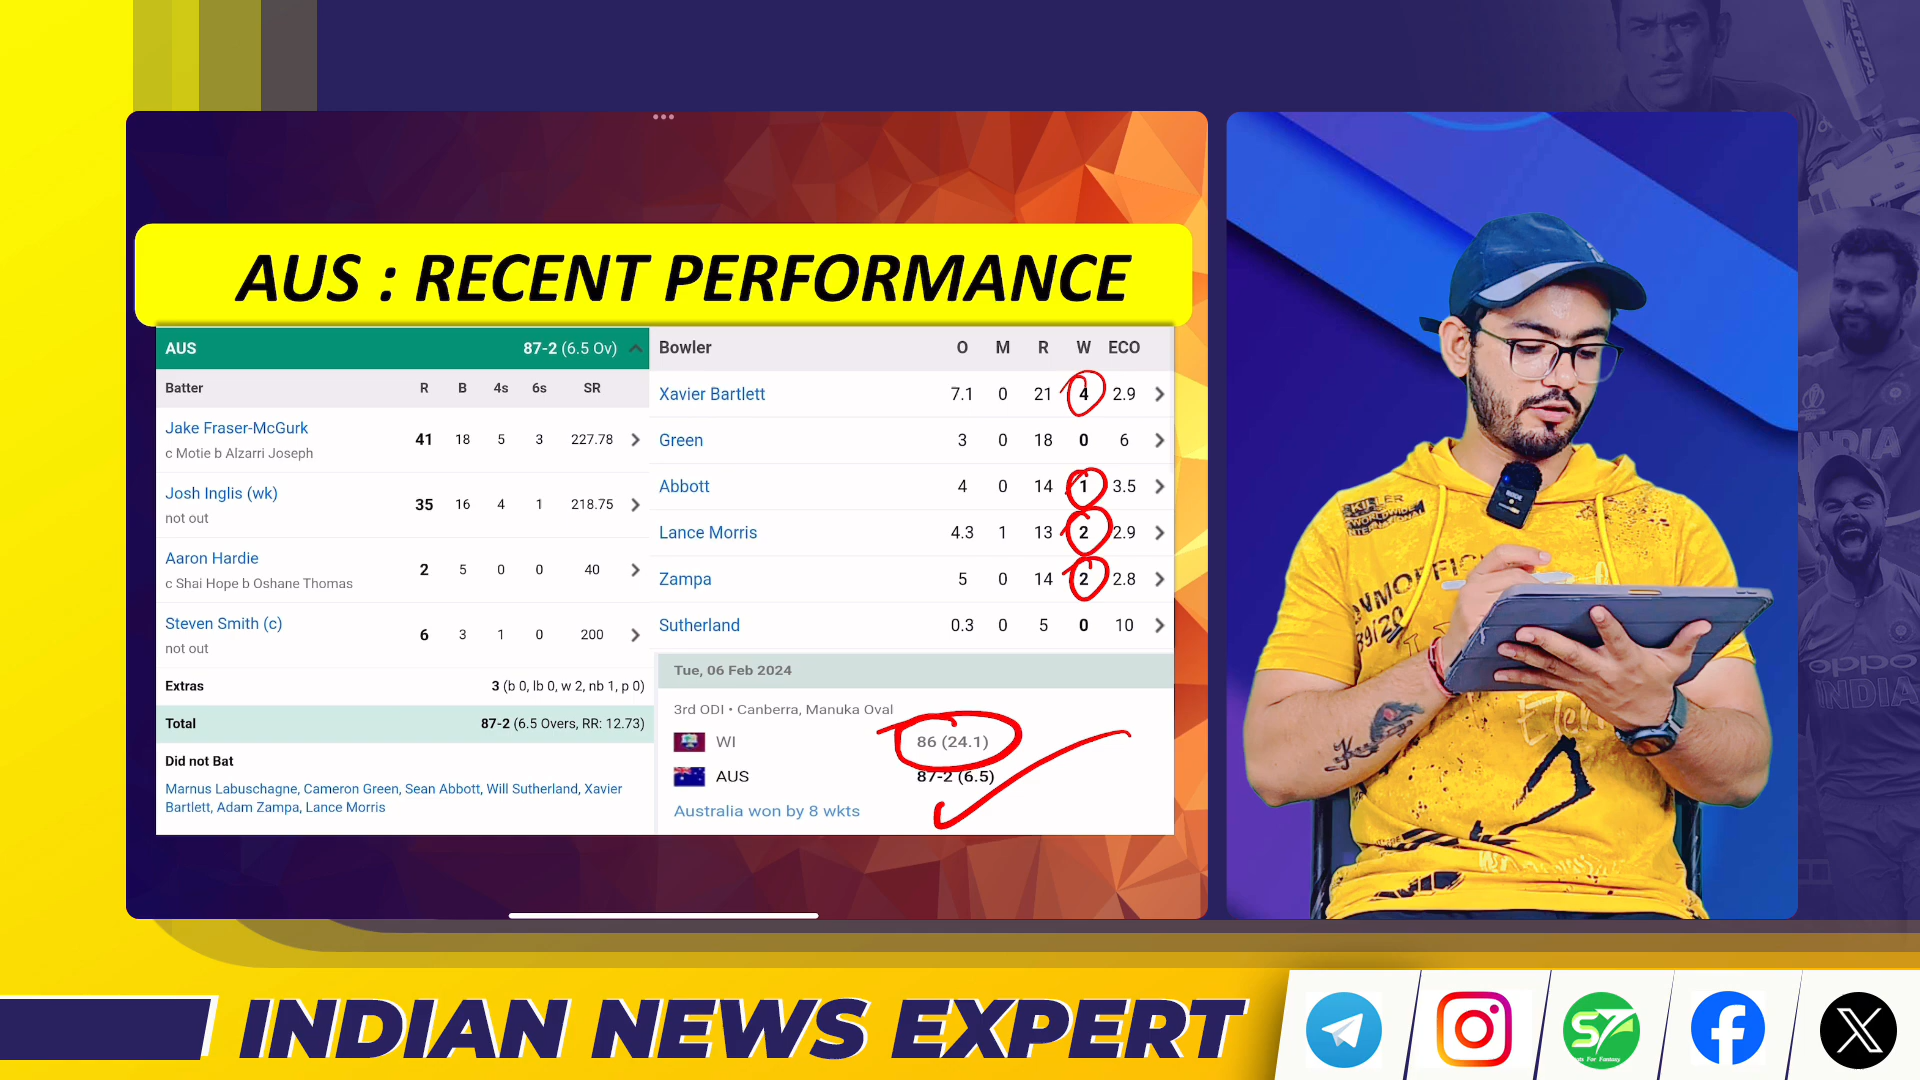 AUS : RECENT PERFORMANCE
AUS 87-2 (6.5 Ov)
Batter R B 4s 6s SR
Jake Fraser-McGurk 41 18 5 3 227.78
c Motie b Alzarri Joseph
Josh Inglis (wk) 35 16 4 1 218.75
not out
Aaron Hardie 2 5 0 0 40
c Shai Hope b Oshane Thomas
Steven Smith (c) 6 3 1 0 200
not out
Extras 3 (b 0, lb 0, w 2, nb 1, p 0)
Total 87-2 (6.5 Overs, RR: 12.73)
Did not Bat
Marnus Labuschagne, Cameron Green, Sean Abbott, Will Sutherland, Xavier
Bartlett, Adam Zampa, Lance Morris
Bowler O M R W ECO
Xavier Bartlett 7.1 0 21 4 2.9
Green 3 0 18 0 6
Abbott 4 0 14 1 3.5
Lance Morris 4.3 1 13 2 2.9
Zampa 5 0 14 2 2.8
Sutherland 0.3 0 5 0 10
Tue, 06 Feb 2024
3rd ODI • Canberra, Manuka Oval
WI 86 (24.1)
AUS 87-2 (6.5)
Australia won by 8 wkts
KILLER
WORLDWIDE
INTERNATIONAL
INDIA
oppo
INDIA
INDIAN NEWS EXPERT
S7